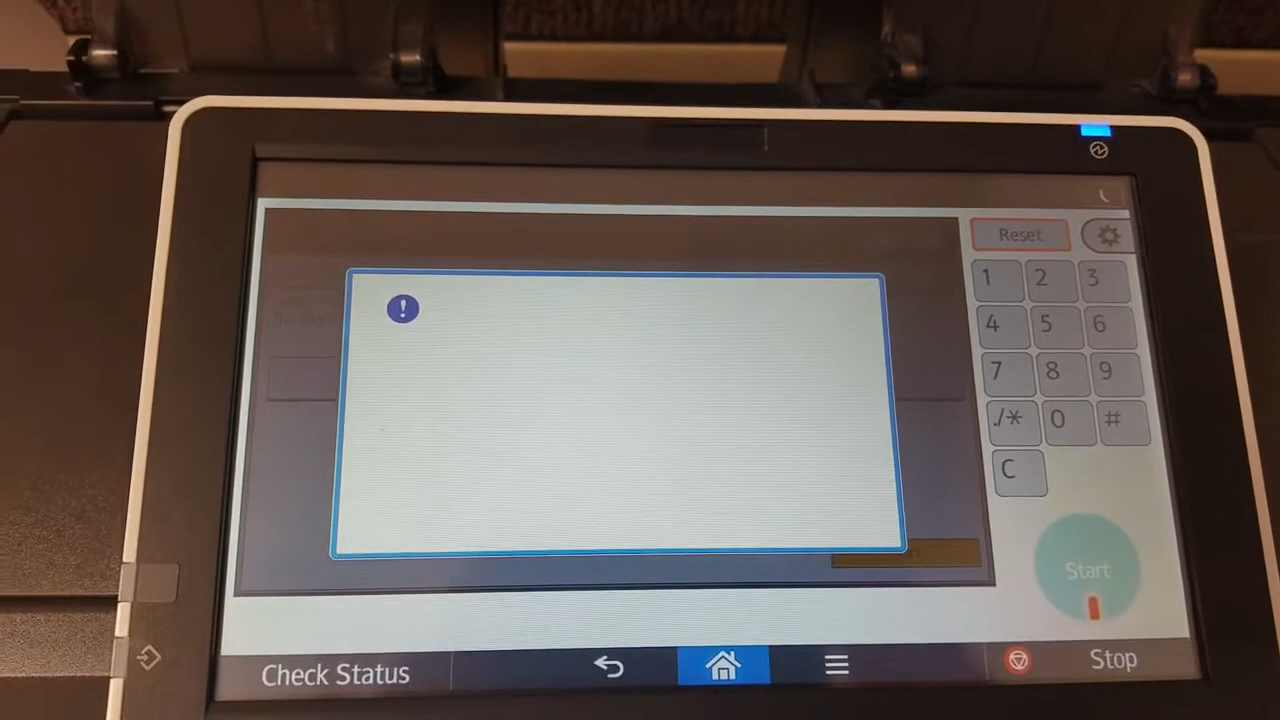 Reset
1 2 3
4 5 6
7 8 9
./* 0 #
C
Start
Check Status
Stop